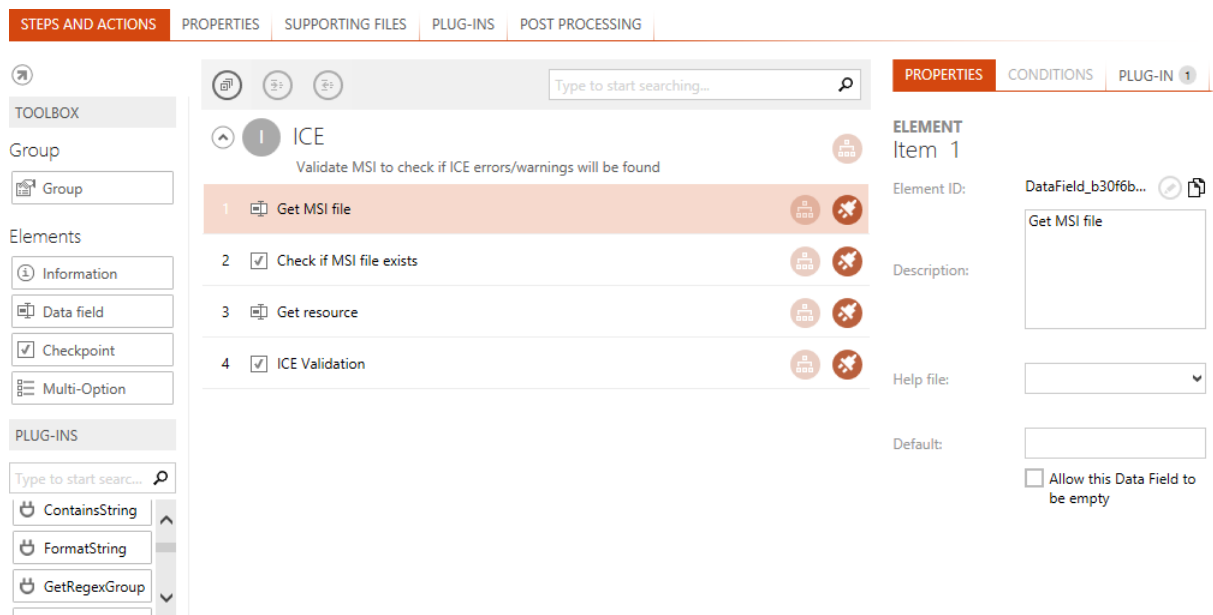 STEPS AND ACTIONS PROPERTIES SUPPORTING FILES PLUG-INS POST PROCESSING
TOOLBOX
Group
Group
Elements
Information
Data field
Checkpoint
Multi-Option
PLUG-INS
Type to start searc...
ContainsString
FormatString
GetRegexGroup
Type to start searching...
I ICE
Validate MSI to check if ICE errors/warnings will be found
1 Get MSI file
2 Check if MSI file exists
3 Get resource
4 ICE Validation
PROPERTIES CONDITIONS PLUG-IN 1
ELEMENT
Item 1
Element ID: DataField_b30f6b...
Description: Get MSI file
Help file:
Default:
Allow this Data Field to
be empty